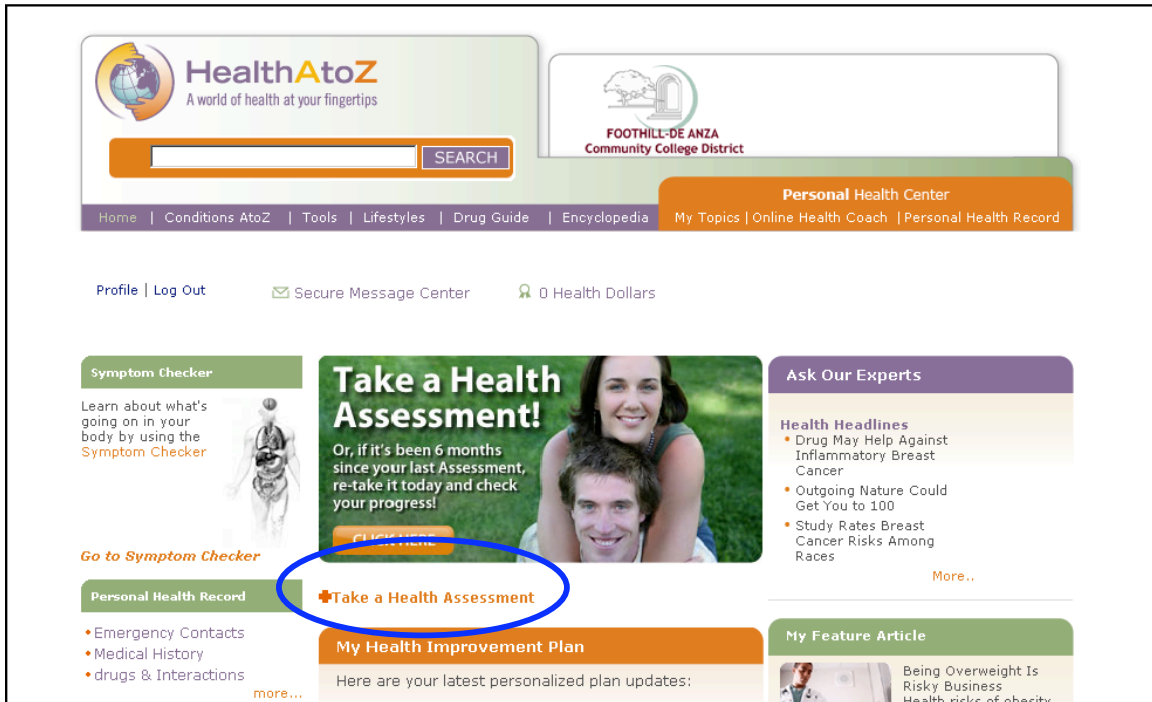 HealthAtoZ
A world of health at your fingertips
SEARCH
FOOTHILL-DE ANZA
Community College District
Personal Health Center
Home | Conditions AtoZ | Tools | Lifestyles | Drug Guide | Encyclopedia
My Topics | Online Health Coach | Personal Health Record
Profile | Log Out
Secure Message Center
0 Health Dollars
Symptom Checker
Learn about what's
going on in your
body by using the
Symptom Checker
Go to Symptom Checker
Personal Health Record
Emergency Contacts
Medical History
drugs & Interactions
more...
Take a Health
Assessment!
Or, if it's been 6 months
since your last Assessment,
re-take it today and check
your progress!
CLICK HERE
Take a Health Assessment
My Health Improvement Plan
Here are your latest personalized plan updates:
Ask Our Experts
Health Headlines
Drug May Help Against
Inflammatory Breast
Cancer
Outgoing Nature Could
Get You to 100
Study Rates Breast
Cancer Risks Among
Races
More..
My Feature Article
Being Overweight Is
Risky Business
Health risks of obesity